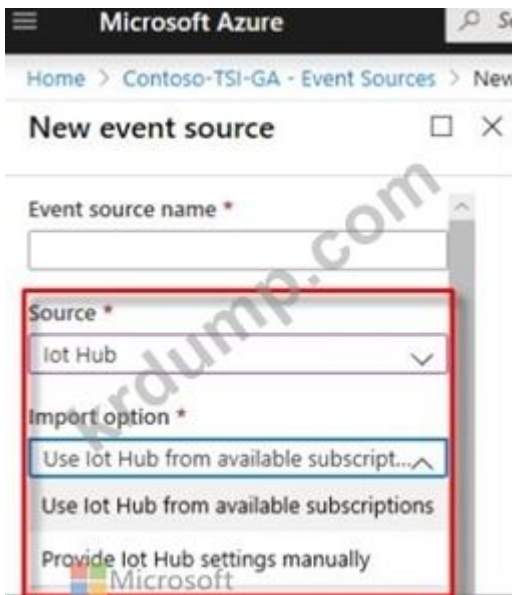 Microsoft Azure
Home > Contoso-TSI-GA - Event Sources > New
New event source
Event source name *
Source *
Iot Hub
Import option *
Use Iot Hub from available subscript...
Use Iot Hub from available subscriptions
Provide Iot Hub settings manually
Microsoft
krdump.com